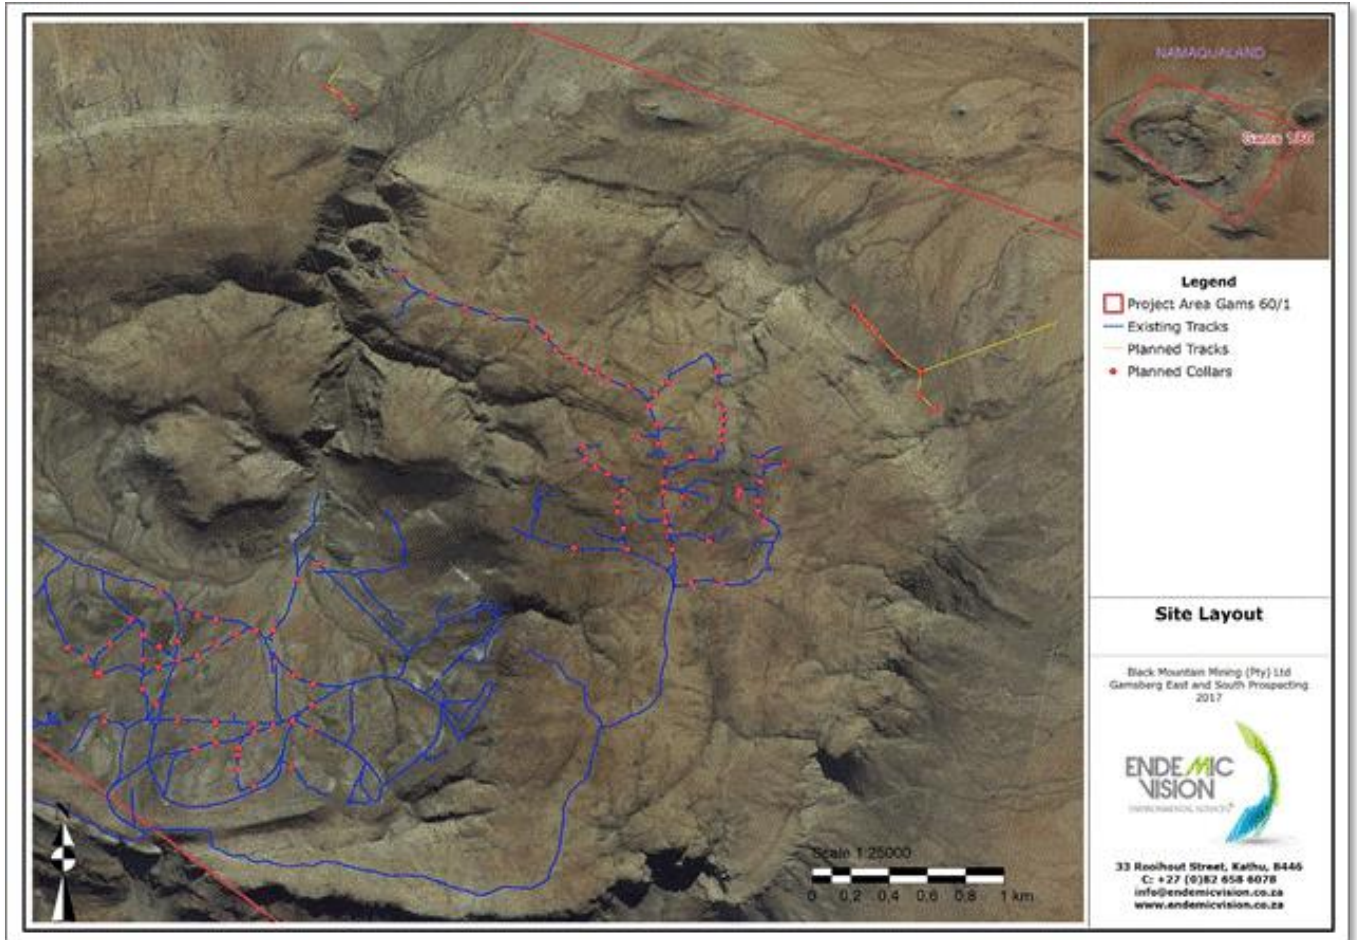 NAMAQUALAND
Gams 1/60
Legend
Project Area Gams 60/1
Existing Tracks
Planned Tracks
Planned Collars
Site Layout
Black Mountain Mining (Pty) Ltd
Gamsberg East and South Prospecting
2017
ENDEMIC
VISION
ENVIRONMENTAL SERVICES
33 Rooihout Street, Kathu, 8446
C: +27 (0)82 658 6078
info@endemicvision.co.za
www.endemicvision.co.za
Scale 1:25000
0 0,2 0,4 0,6 0,8 1 km